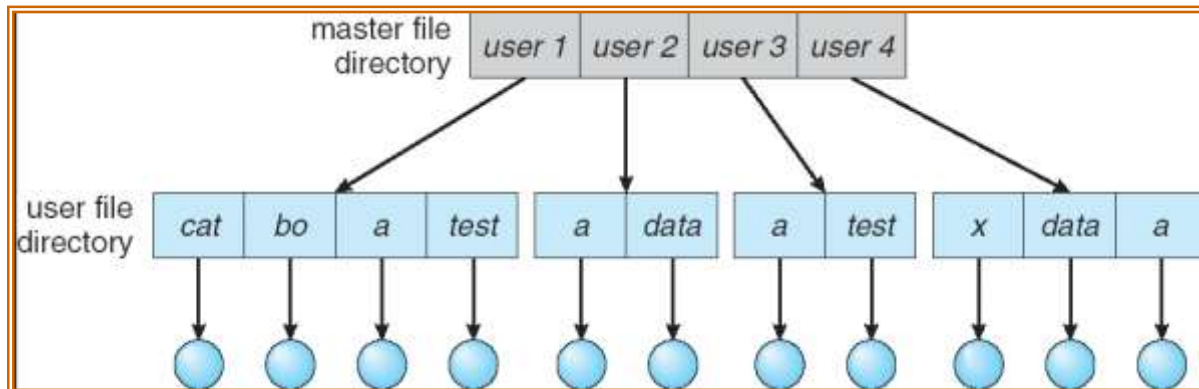 master file
directory
user 1 user 2 user 3 user 4
user file
directory
cat bo a test a data a test x data a